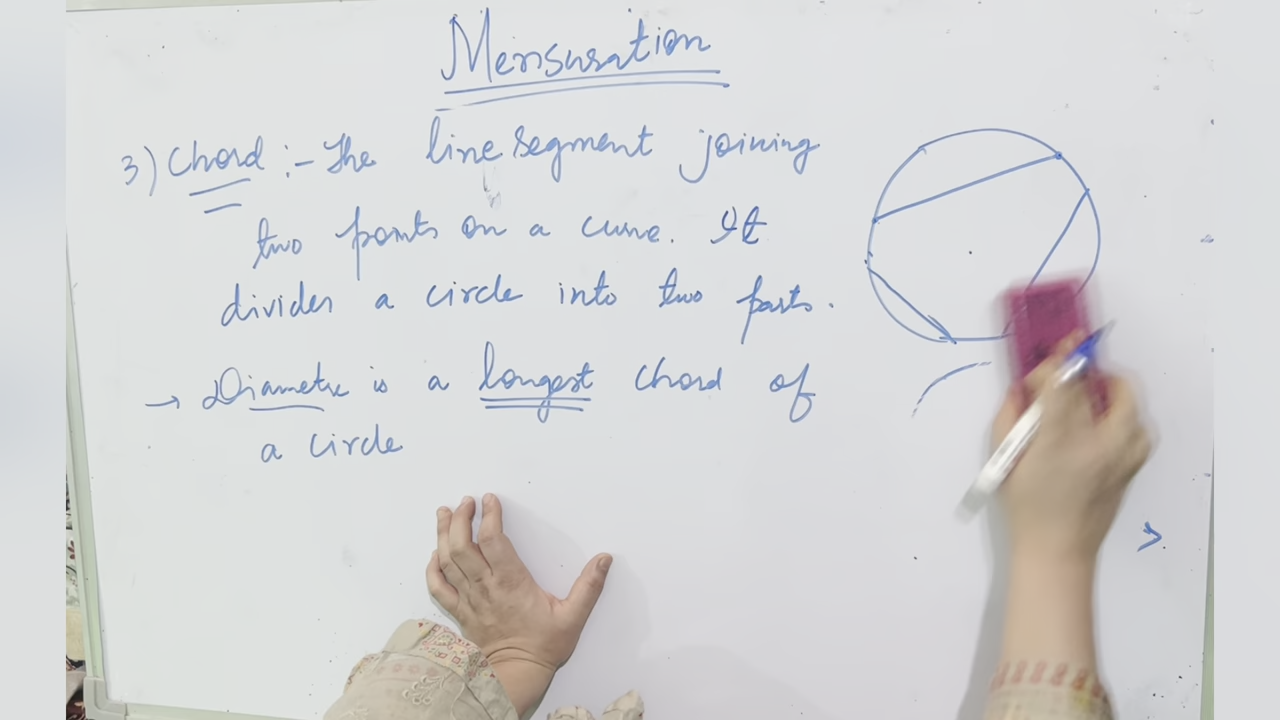 Mensuration
3) Chord :- The line segment joining
two points on a curve. It
divides a circle into two parts.
→ Diameter is a longest chord of
a circle